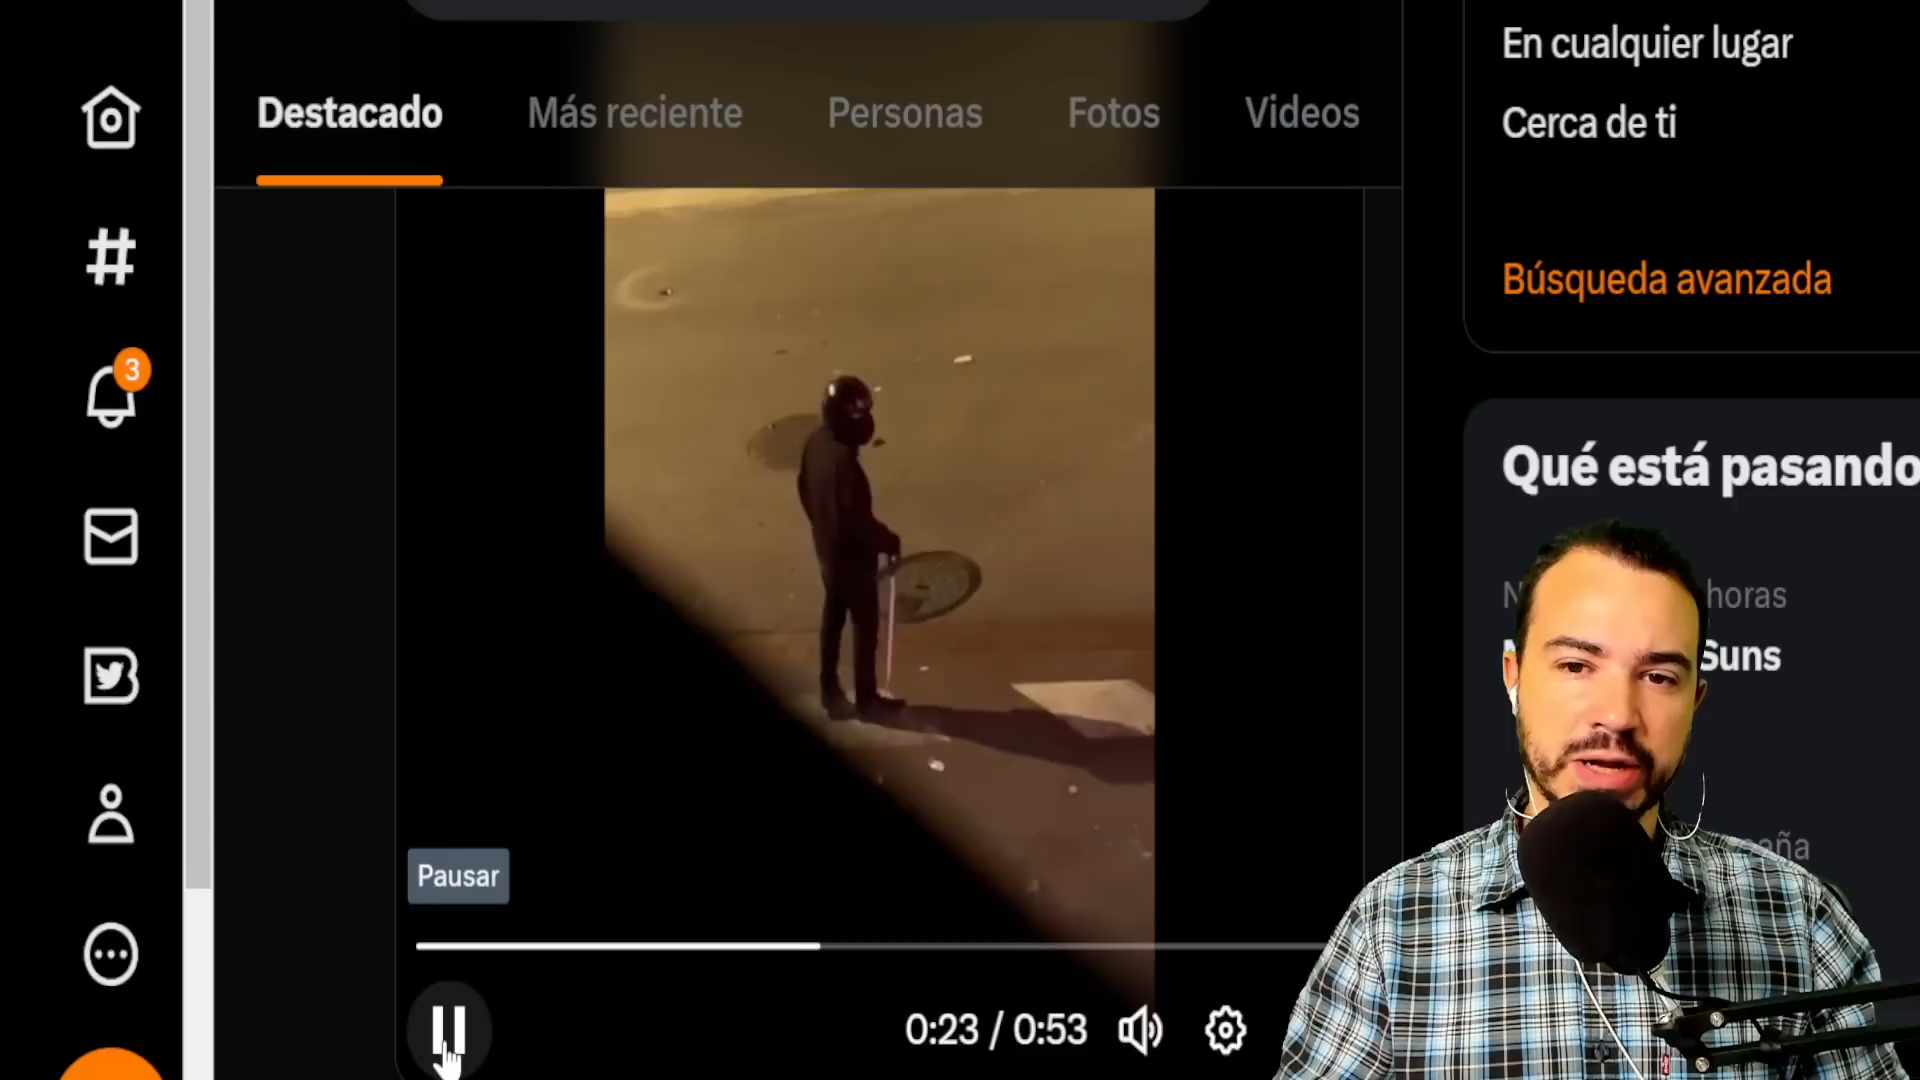 Destacado
Más reciente
Personas
Fotos
Videos
3
Pausar
0:23 / 0:53
En cualquier lugar
Cerca de ti
Búsqueda avanzada
Qué está pasando
horas
Suns